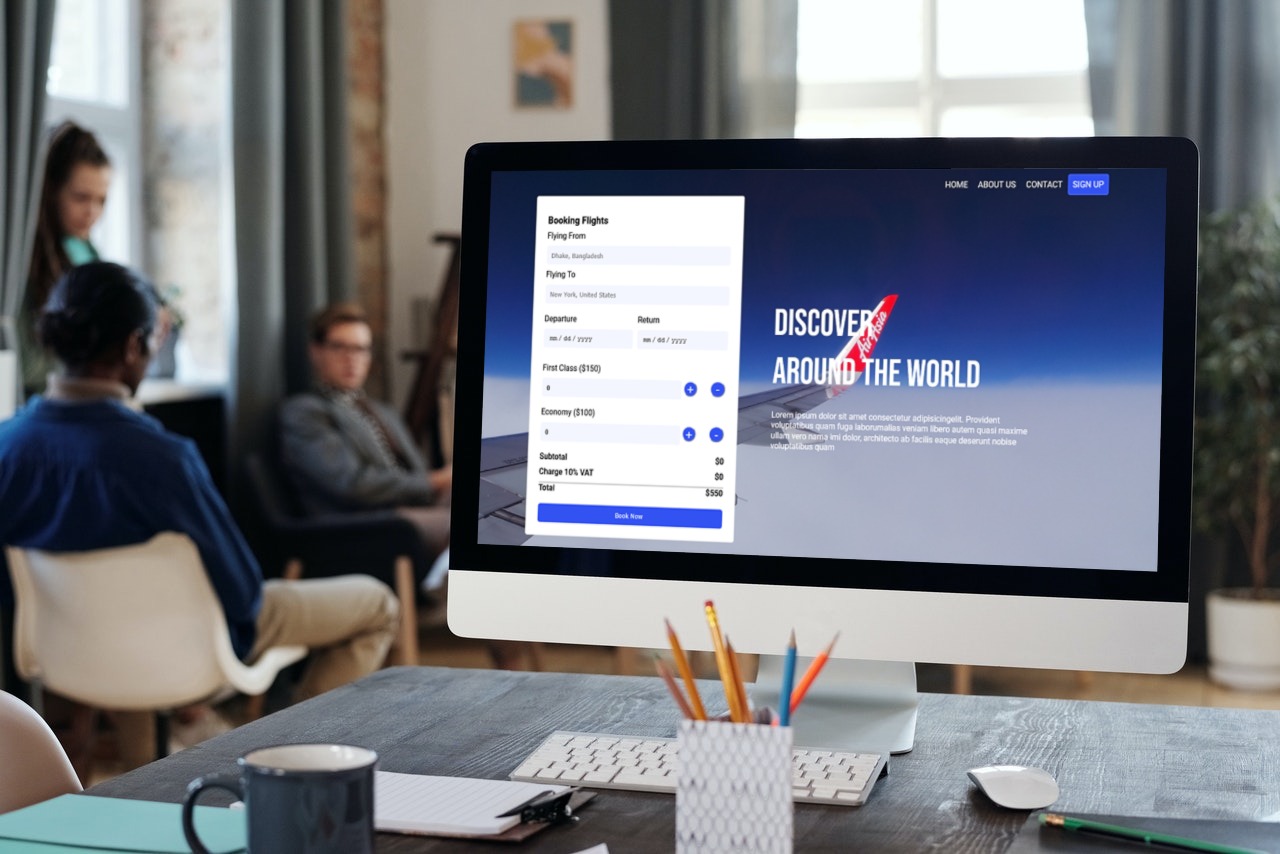 HOME ABOUT US CONTACT SIGN UP
Booking Flights
Flying From
Dhake, Bangladesh
Flying To
New York, United States
Departure Return
mm / dd / yyyy mm / dd / yyyy
First Class ($150)
0 + -
Economy ($100)
0 + -
Subtotal $0
Charge 10% VAT $0
Total $550
Book Now
DISCOVER
AROUND THE WORLD
AirAsia
Lorem ipsum dolor sit amet consectetur adipisicingelit. Provident
voluptatibus quam fuga laborumalias veniam libero autem quasi maxime
ullam vero nemo imi dolor, architecto ab facilis eaque deserunt nobise
voluptatibus quam